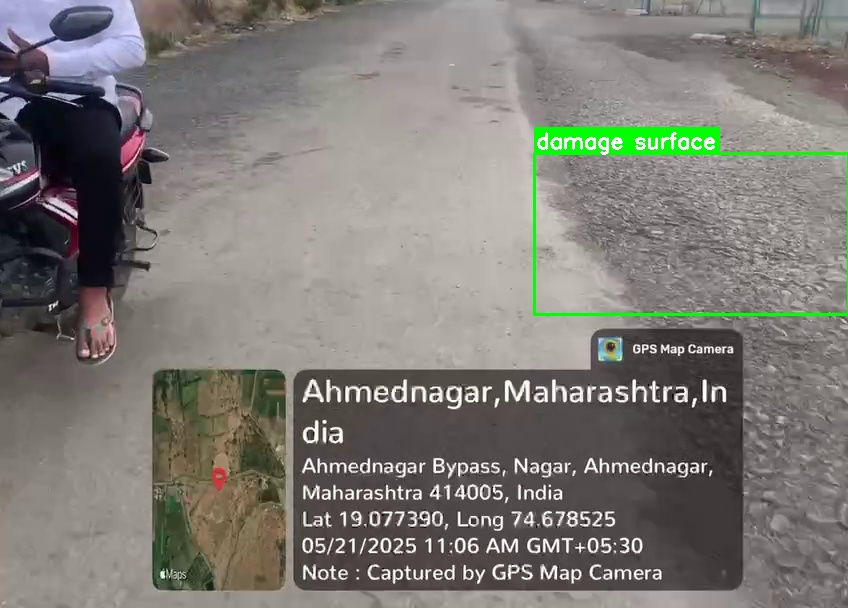 damage surface
TVS
GPS Map Camera
Ahmednagar,Maharashtra,In
dia
Ahmednagar Bypass, Nagar, Ahmednagar,
Maharashtra 414005, India
Lat 19.077390, Long 74.678525
05/21/2025 11:06 AM GMT+05:30
Note : Captured by GPS Map Camera
Maps